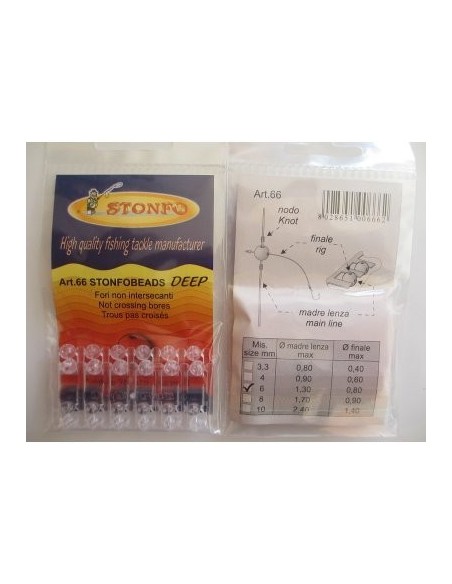 STONFO
High quality fishing tackle manufacturer
Art.66 STONFOBEADS DEEP
Fori non intersecanti
Not crossing bores
Trous pas croisés
Art.66
nodo
Knot
finale
rig
madre lenza
main line
Mis. size mm Ø madre lenza max Ø finale max
3,3 0,60 0,40
4 0,90 0,60
6 1,30 0,80
8 1,70 0,90
10 2,40 1,40